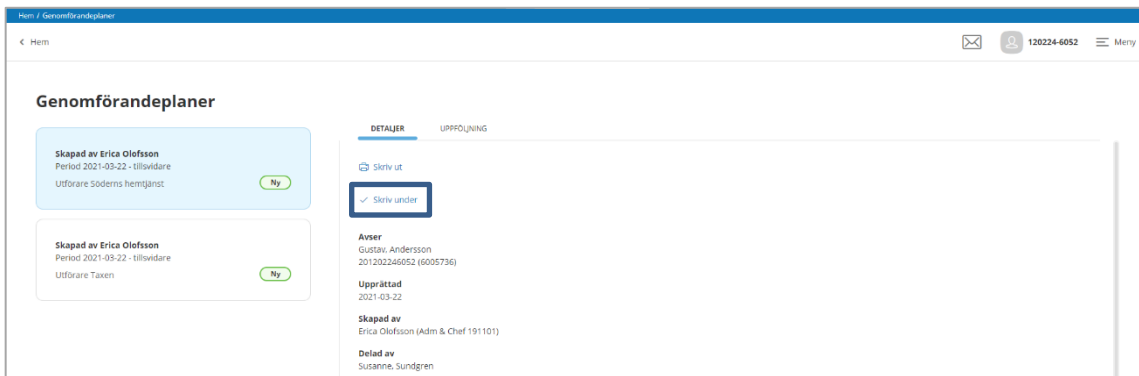 Hem / Genomförandeplaner
Hem
120224-6052
Meny
Genomförandeplaner
Skapad av Erica Olofsson
Period 2021-03-22 - tillsvidare
Utförare Söderns hemtjänst
Ny
Skapad av Erica Olofsson
Period 2021-03-22 - tillsvidare
Utförare Taxen
Ny
DETALJER
UPPFÖLJNING
Skriv ut
Skriv under
Avser
Gustav, Andersson
201202246052 (6005736)
Upprättad
2021-03-22
Skapad av
Erica Olofsson (Adm & Chef 191101)
Delad av
Susanne, Sundgren